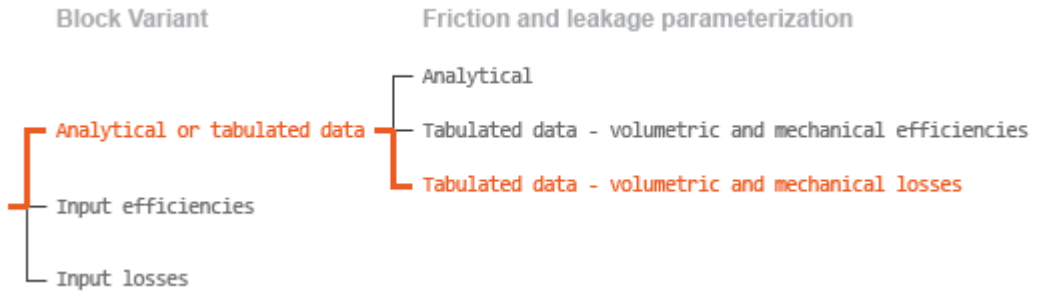 Block Variant
Friction and leakage parameterization
Analytical
Analytical or tabulated data
Tabulated data - volumetric and mechanical efficiencies
Tabulated data - volumetric and mechanical losses
Input efficiencies
Input losses